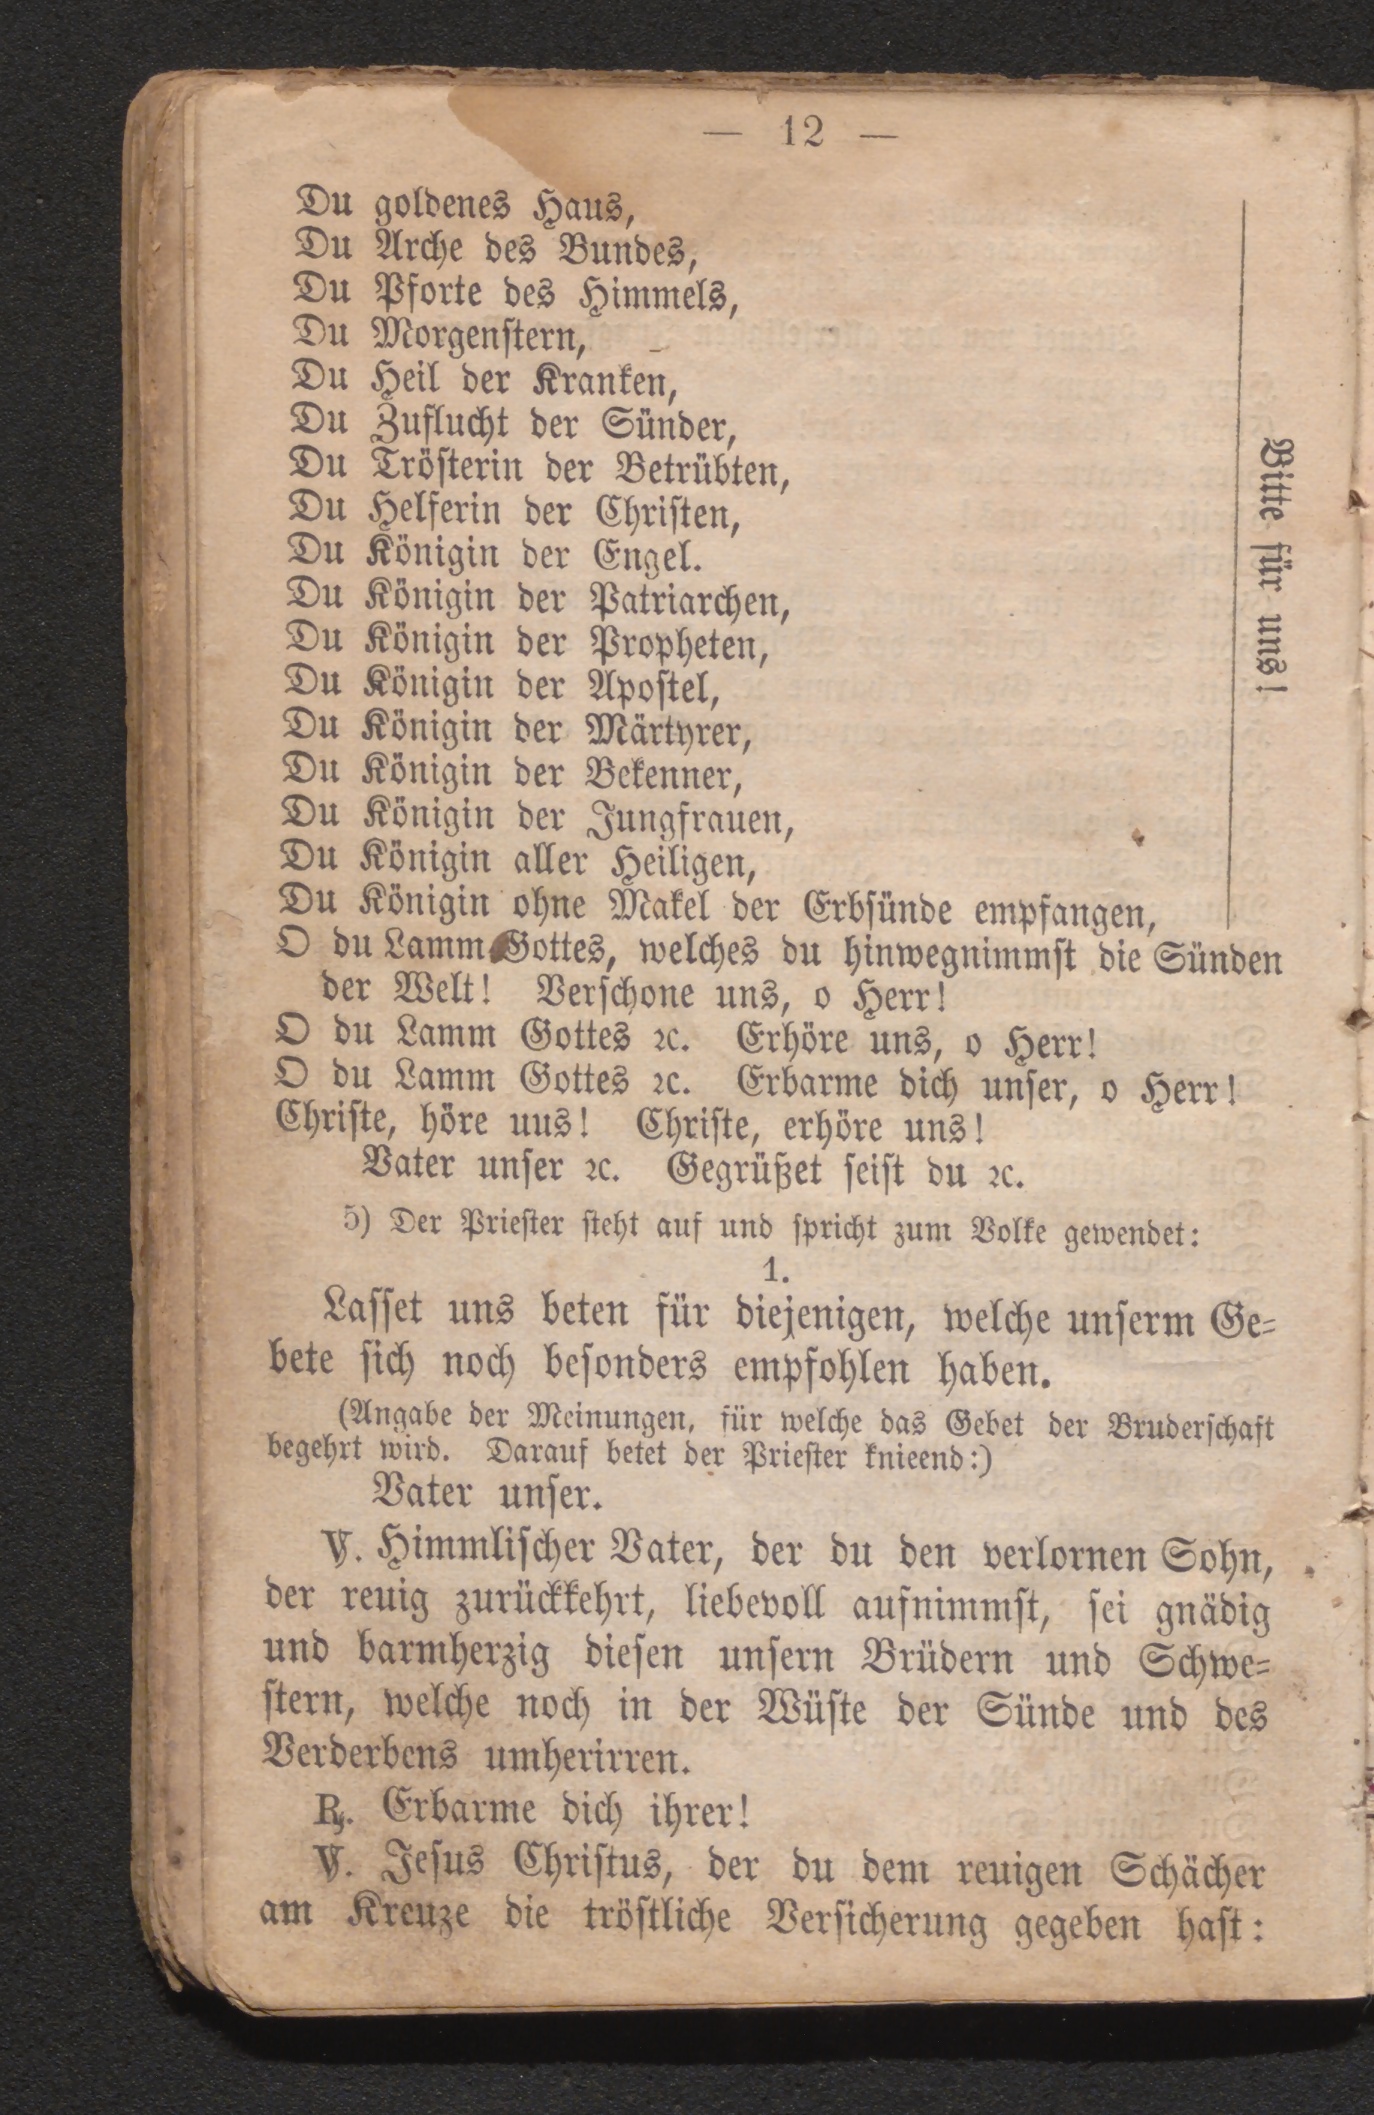 — 12 —
Du goldenes Haus,
Du Arche des Bundes,
Du Pforte des Himmels,
Du Morgenſtern,
Du Heil der Kranken,
Du Zuflucht der Sünder,
Du Tröſterin der Betrübten,
Du Helferin der Chriſten,
Du Königin der Engel.
Du Königin der Patriarchen,
Du Königin der Propheten,
Du Königin der Apoſtel,
Du Königin der Märtyrer,
Du Königin der Bekenner,
Du Königin der Jungfrauen,
Du Königin aller Heiligen,
Du Königin ohne Makel der Erbſünde empfangen,
Bitte für uns!
O du Lamm Gottes, welches du hinwegnimmſt die Sünden
der Welt! Verſchone uns, o Herr!
O du Lamm Gottes ꝛc. Erhöre uns, o Herr!
O du Lamm Gottes ꝛc. Erbarme dich unſer, o Herr!
Chriſte, höre uus! Chriſte, erhöre uns!
Vater unſer ꝛc. Gegrüßet ſeiſt du ꝛc.
5) Der Prieſter ſteht auf und ſpricht zum Volke gewendet:
1.
Laſſet uns beten für diejenigen, welche unſerm Ge⸗
bete ſich noch beſonders empfohlen haben.
(Angabe der Meinungen, für welche das Gebet der Bruderſchaft
begehrt wird. Darauf betet der Prieſter knieend:)
Vater unſer.
℣. Himmliſcher Vater, der du den verlornen Sohn,
der reuig zurückkehrt, liebevoll aufnimmſt, ſei gnädig
und barmherzig dieſen unſern Brüdern und Schwe⸗
ſtern, welche noch in der Wüſte der Sünde und des
Verderbens umherirren.
℟. Erbarme dich ihrer!
℣. Jeſus Chriſtus, der du dem reuigen Schächer
am Kreuze die tröſtliche Verſicherung gegeben haſt: